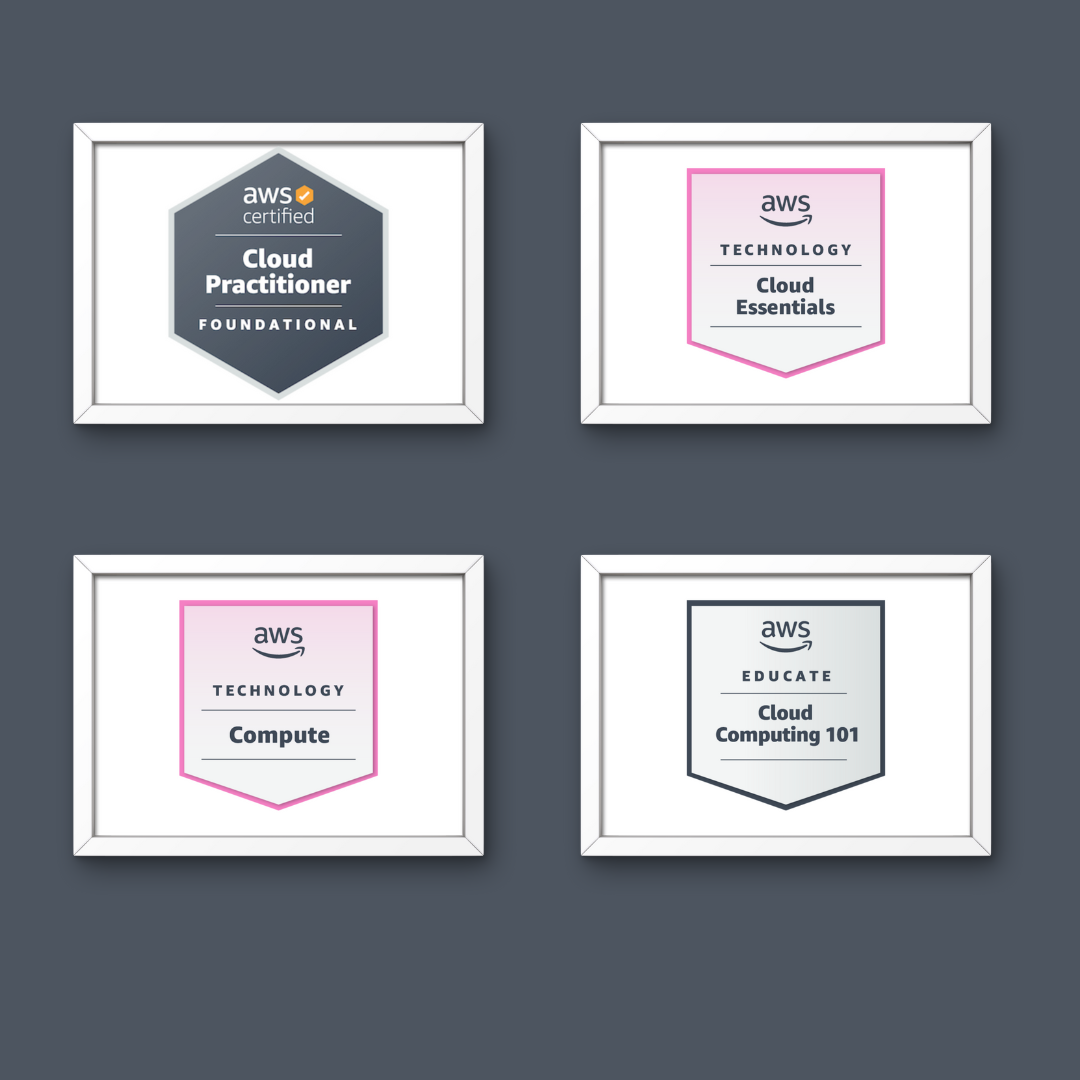 aws
certified
Cloud
Practitioner
FOUNDATIONAL
aws
TECHNOLOGY
Cloud
Essentials
aws
TECHNOLOGY
Compute
aws
EDUCATE
Cloud
Computing 101